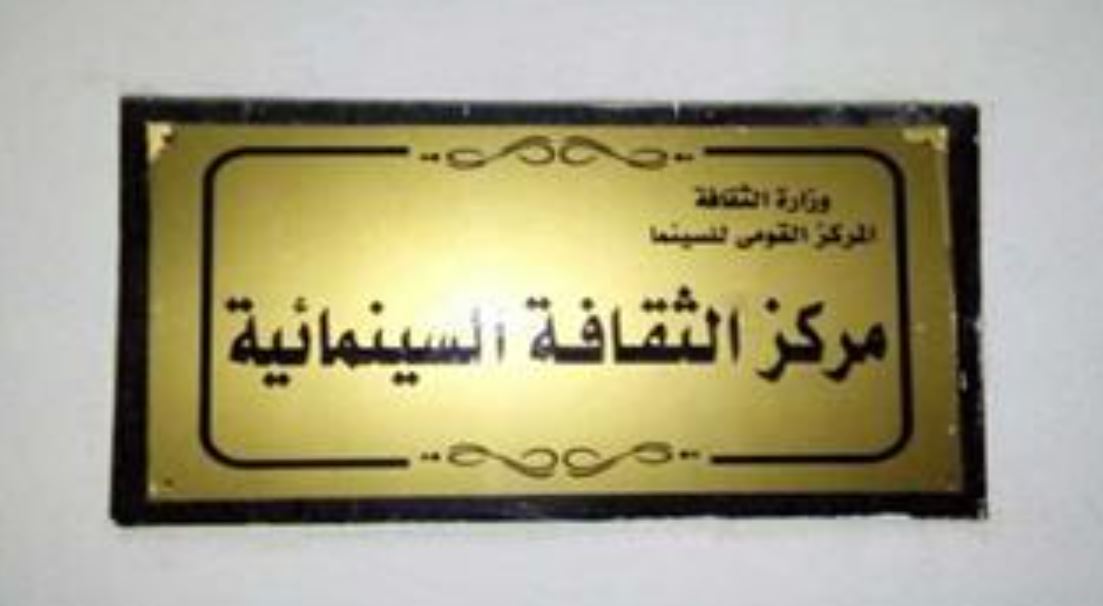 وزارة الثقافة
المركز القومى للسينما
مركز الثقافة السينمائية